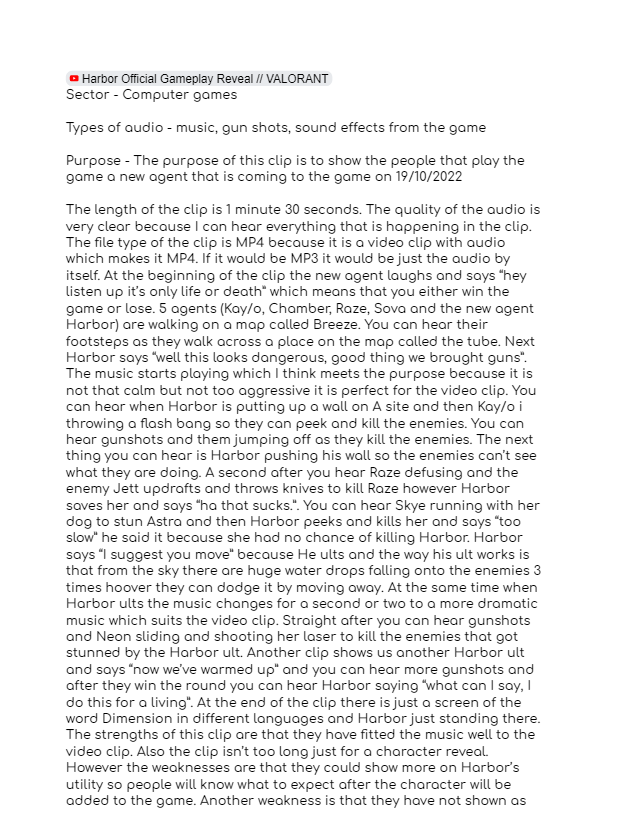 Harbor Official Gameplay Reveal // VALORANT
Sector - Computer games
Types of audio - music, gun shots, sound effects from the game
Purpose - The purpose of this clip is to show the people that play the
game a new agent that is coming to the game on 19/10/2022
The length of the clip is 1 minute 30 seconds. The quality of the audio is
very clear because I can hear everything that is happening in the clip.
The file type of the clip is MP4 because it is a video clip with audio
which makes it MP4. If it would be MP3 it would be just the audio by
itself. At the beginning of the clip the new agent laughs and says “hey
listen up it’s only life or death” which means that you either win the
game or lose. 5 agents (Kay/o, Chamber, Raze, Sova and the new agent
Harbor) are walking on a map called Breeze. You can hear their
footsteps as they walk across a place on the map called the tube. Next
Harbor says “well this looks dangerous, good thing we brought guns”.
The music starts playing which I think meets the purpose because it is
not that calm but not too aggressive it is perfect for the video clip. You
can hear when Harbor is putting up a wall on A site and then Kay/o i
throwing a flash bang so they can peek and kill the enemies. You can
hear gunshots and them jumping off as they kill the enemies. The next
thing you can hear is Harbor pushing his wall so the enemies can’t see
what they are doing. A second after you hear Raze defusing and the
enemy Jett updrafts and throws knives to kill Raze however Harbor
saves her and says “ha that sucks.”. You can hear Skye running with her
dog to stun Astra and then Harbor peeks and kills her and says “too
slow” he said it because she had no chance of killing Harbor. Harbor
says “I suggest you move” because He ults and the way his ult works is
that from the sky there are huge water drops falling onto the enemies 3
times hoover they can dodge it by moving away. At the same time when
Harbor ults the music changes for a second or two to a more dramatic
music which suits the video clip. Straight after you can hear gunshots
and Neon sliding and shooting her laser to kill the enemies that got
stunned by the Harbor ult. Another clip shows us another Harbor ult
and says “now we’ve warmed up” and you can hear more gunshots and
after they win the round you can hear Harbor saying “what can I say, I
do this for a living”. At the end of the clip there is just a screen of the
word Dimension in different languages and Harbor just standing there.
The strengths of this clip are that they have fitted the music well to the
video clip. Also the clip isn’t too long just for a character reveal.
However the weaknesses are that they could show more on Harbor’s
utility so people will know what to expect after the character will be
added to the game. Another weakness is that they have not shown as